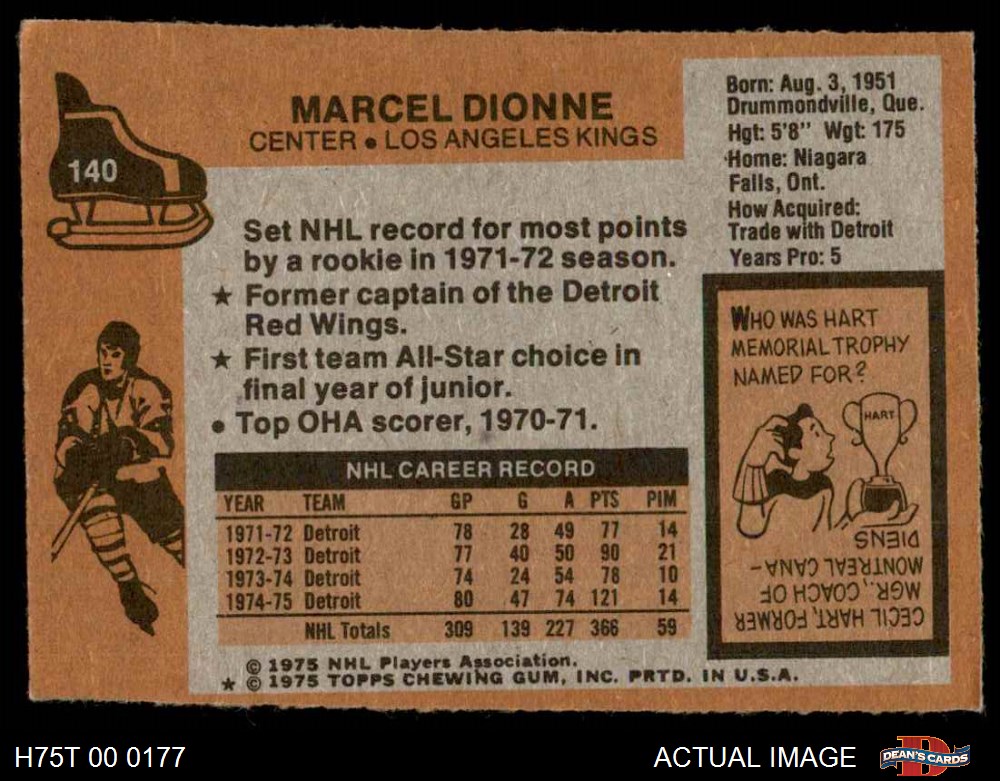 140
MARCEL DIONNE
CENTER • LOS ANGELES KINGS
Born: Aug. 3, 1951
Drummondville, Que.
Hgt: 5'8" Wgt: 175
Home: Niagara
Falls, Ont.
How Acquired:
Trade with Detroit
Years Pro: 5
Set NHL record for most points
by a rookie in 1971-72 season.
★ Former captain of the Detroit
Red Wings.
★ First team All-Star choice in
final year of junior.
• Top OHA scorer, 1970-71.
NHL CAREER RECORD
YEAR TEAM GP G A PTS PIM
1971-72 Detroit 78 28 49 77 14
1972-73 Detroit 77 40 50 90 21
1973-74 Detroit 74 24 54 78 10
1974-75 Detroit 80 47 74 121 14
NHL Totals 309 139 227 366 59
WHO WAS HART
MEMORIAL TROPHY
NAMED FOR?
HART
CECIL HART, FORMER
MGR., COACH OF
MONTREAL CANA-
DIENS
© 1975 NHL Players Association.
★ © 1975 TOPPS CHEWING GUM, INC. PRTD. IN U.S.A.
H75T 00 0177
ACTUAL IMAGE
DEAN'S CARDS